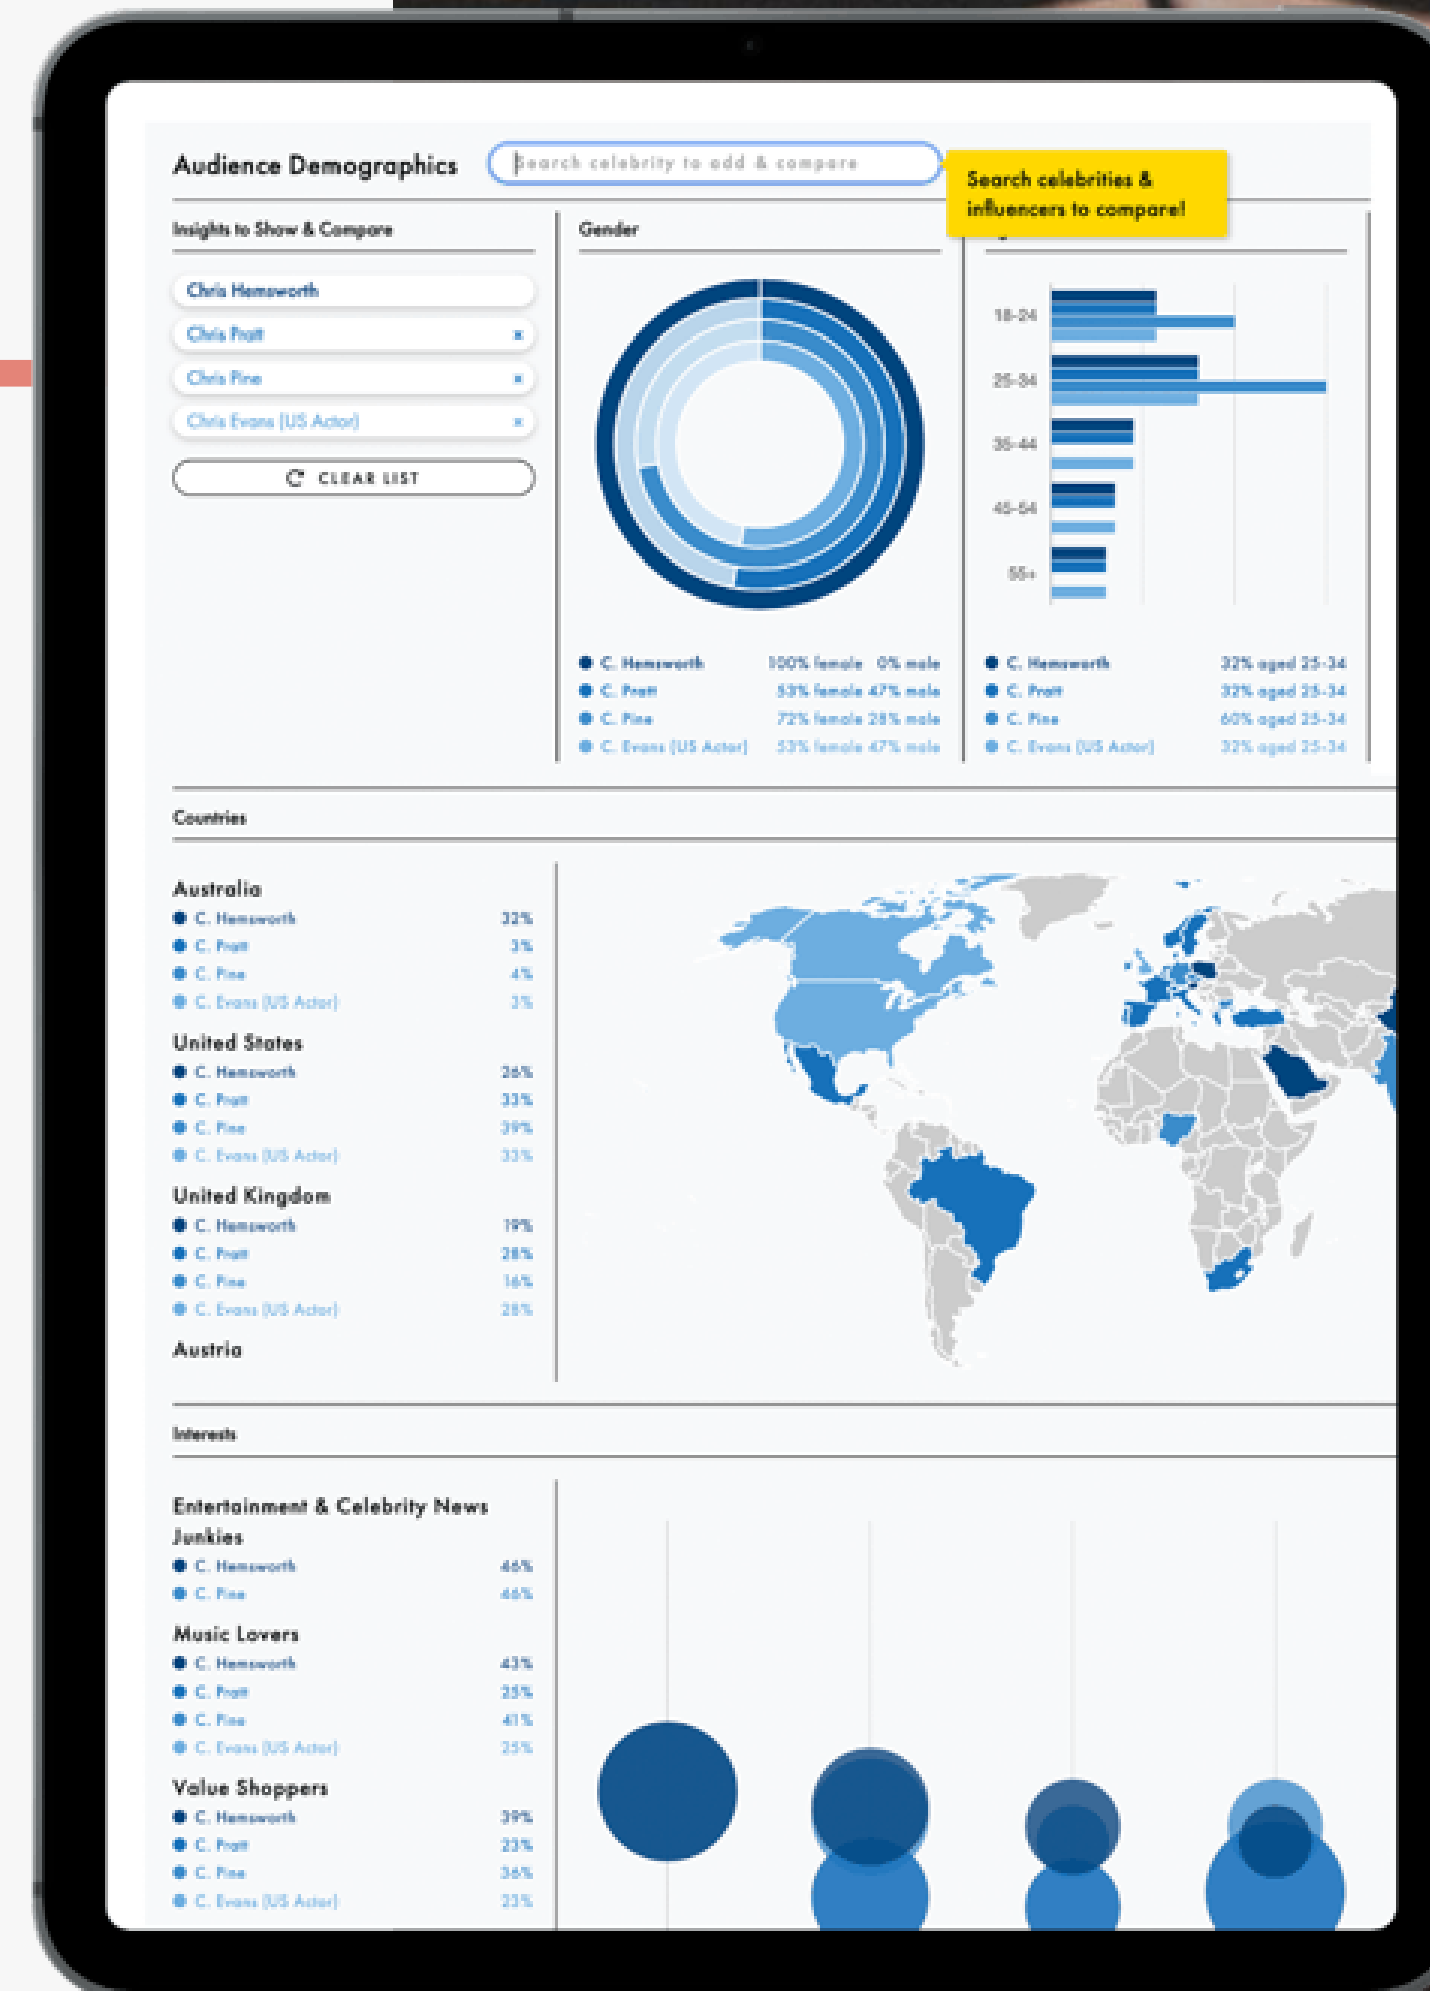 Audience Demographics
Search celebrity to add & compare
Search celebrities &
influencers to compare!
Insights to Show & Compare
Chris Hemsworth
Chris Pratt
Chris Pine
Chris Evans (US Actor)
CLEAR LIST
Gender
C. Hemsworth 100% female 0% male
C. Pratt 53% female 47% male
C. Pine 72% female 28% male
C. Evans (US Actor) 53% female 47% male
18-24
25-34
35-44
45-54
55+
C. Hemsworth 32% aged 25-34
C. Pratt 32% aged 25-34
C. Pine 60% aged 25-34
C. Evans (US Actor) 32% aged 25-34
Countries
Australia
C. Hemsworth 32%
C. Pratt 3%
C. Pine 4%
C. Evans (US Actor) 3%
United States
C. Hemsworth 26%
C. Pratt 33%
C. Pine 39%
C. Evans (US Actor) 33%
United Kingdom
C. Hemsworth 19%
C. Pratt 28%
C. Pine 16%
C. Evans (US Actor) 28%
Austria
Interests
Entertainment & Celebrity News
Junkies
C. Hemsworth 46%
C. Pine 46%
Music Lovers
C. Hemsworth 43%
C. Pratt 25%
C. Pine 41%
C. Evans (US Actor) 25%
Value Shoppers
C. Hemsworth 39%
C. Pratt 23%
C. Pine 36%
C. Evans (US Actor) 23%